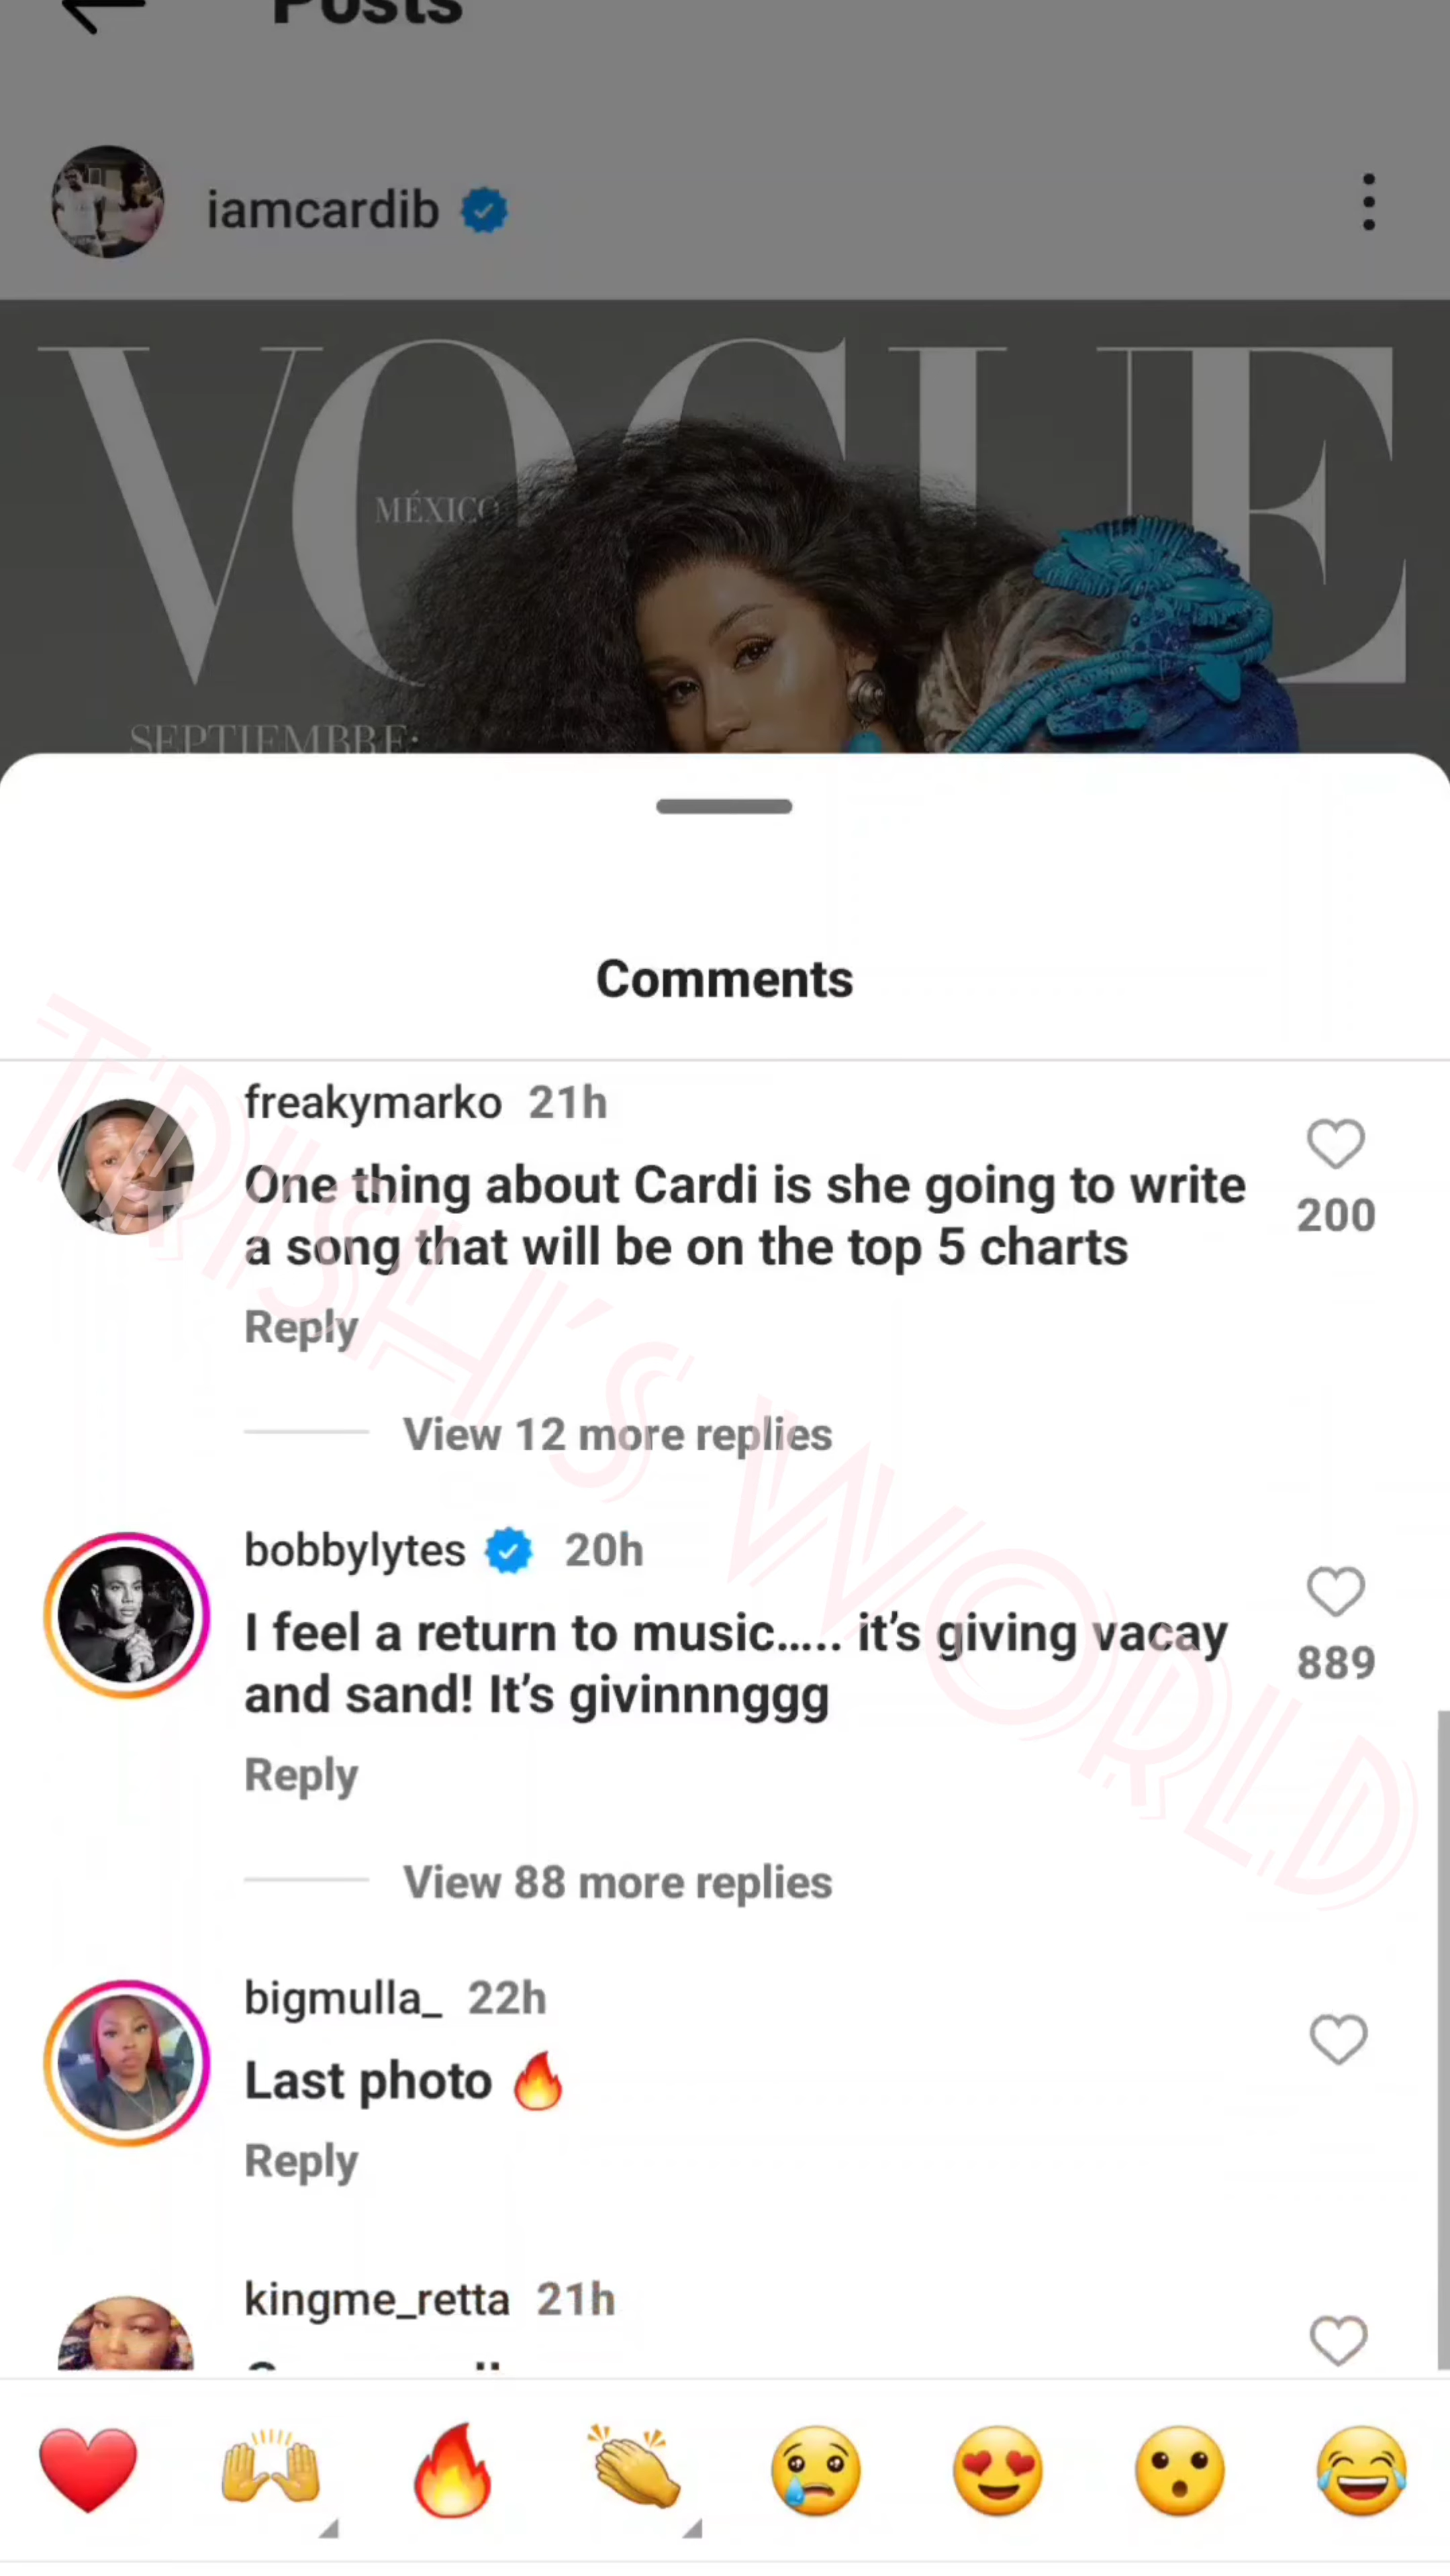 Posts
iamcardib
VOGUE
MÉXICO
SEPTIEMBRE:
Comments
freakymarko 21h
One thing about Cardi is she going to write
a song that will be on the top 5 charts
200
Reply
View 12 more replies
bobbylytes 20h
I feel a return to music..... it's giving vacay
and sand! It's givinnnggg
889
Reply
View 88 more replies
bigmulla_ 22h
Last photo 🔥
Reply
kingme_retta 21h
TRISH'S WORLD